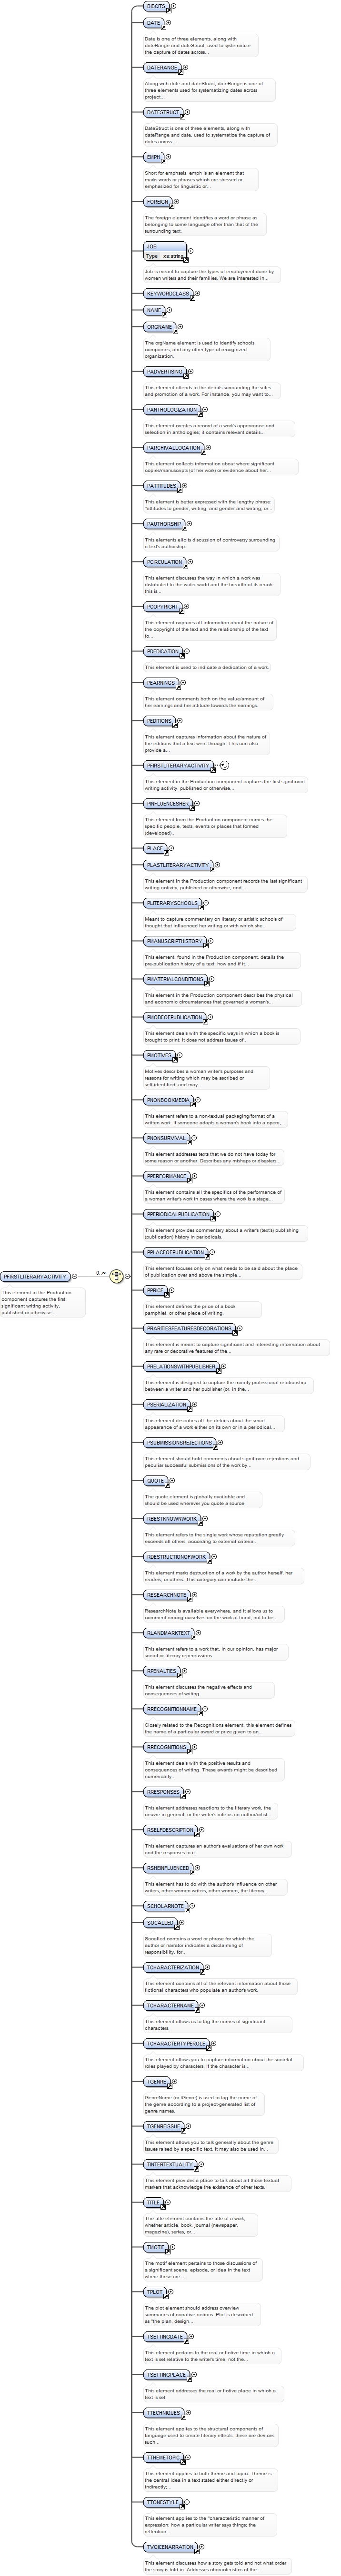 BIBCITS
DATE
Date is one of three elements, along with
dateRange and dateStruct, used to systematize
the capture of dates across...
DATERANGE
Along with date and dateStruct, dateRange is one of
three elements used for systematizing dates across
project....
DATESTRUCT
DateStruct is one of three elements, along with
dateRange and date, used to systematize the capture of
dates across...
EMPH
Short for emphasis, emph is an element that
marks words or phrases which are stressed or
emphasized for linguistic or...
FOREIGN
The foreign element identifies a word or phrase as
belonging to some language other than that of the
surrounding text.
JOB
Type xs:string
Job is meant to capture the types of employment done by
women writers and their families. We are interested in...
KEYWORDCLASS
NAME
ORGNAME
The orgName element is used to identify schools,
companies, and any other type of recognized
organization.
PADVERTISING
This element attends to the details surrounding the sales
and promotion of a work. For instance, you may want to...
PANTHOLOGIZATION
This element creates a record of a work's appearance and
selection in anthologies; it contains relevant details...
PARCHIVALLOCATION
This element collects information about where significant
copies/manuscripts (of her work) or evidence about her...
PATTITUDES
This element is better expressed with the lengthy phrase:
"attitudes to gender, writing, and gender and writing, or...
PAUTHORSHIP
This elements elicits discussion of controversy surrounding
a text's authorship.
PCIRCULATION
This element discusses the way in which a work was
distributed to the wider world and the breadth of its reach:
this is...
PCOPYRIGHT
This element captures all information about the nature of
the copyright of the text and the relationship of the text
to...
PDEDICATION
This element is used to indicate a dedication of a work.
PEARNINGS
This element comments both on the value/amount of
her earnings and her attitude towards the earnings.
PEDITIONS
This element captures information about the nature of
the editions that a text went through. This can also
provide a...
PFIRSTLITERARYACTIVITY
This element in the Production component captures the first significant
writing activity, published or otherwise....
PINFLUENCESHER
This element from the Production component names the
specific people, texts, events or places that formed
(developed)...
PLACE
PLASTLITERARYACTIVITY
This element in the Production component records the last significant
writing activity, published or otherwise, and...
PLITERARYSCHOOLS
Meant to capture commentary on literary or artistic schools of
thought that influenced her writing or with which she...
PMANUSCRIPTHISTORY
This element, found in the Production component, details the
pre-publication history of a text: how and if it...
PMATERIALCONDITIONS
This element in the Production component describes the physical
and economic circumstances that governed a woman's...
PMODEOFPUBLICATION
This element deals with the specific ways in which a book is
brought to print. It does not address issues of...
PMOTIVES
Motives describes a woman writer's purposes and
reasons for writing which may be ascribed or
self-identified, and may...
PNONBOOKMEDIA
This element refers to a non-textual packaging/format of a
written work. If someone adapts a woman's book into a opera,...
PNONSURVIVAL
This element addresses texts that we do not have today for
some reason or another. Describes any mishaps or disasters...
PPERFORMANCE
This element contains all the specifics of the performance of
a woman writer's work in cases where the work is a stage...
PPERIODICALPUBLICATION
This element provides commentary about a writer's (text's) publishing
(publication) history in periodicals.
PPLACEOFPUBLICATION
This element focuses only on what needs to be said about the place
of publication over and above the simple...
PFIRSTLITERARYACTIVITY
0..∞
This element in the Production
component captures the first
significant writing activity,
published or otherwise....
PPRICE
This element defines the price of a book,
pamphlet, or other piece of writing.
PRARITIESFEATURESDECORATIONS
This element is meant to capture significant and interesting information about
any rare or decorative features of the...
PRELATIONSWITHPUBLISHER
This element is designed to capture the mainly professional relationship
between a writer and her publisher (or, in the...
PSERIALIZATION
This element describes all the details about the serial
appearance of a work either on its own or in a periodical....
PSUBMISSIONSREJECTIONS
This element should hold comments about significant rejections and
peculiar successful submissions of the work by...
QUOTE
The quote element is globally available and
should be used wherever you quote a source.
RBESTKNOWNWORK
This element refers to the single work whose reputation greatly
exceeds all others, according to external criteria...
RDESTRUCTIONOFWORK
This element marks destruction of a work by the author herself, her
readers, or others. This category can include the...
RESEARCHNOTE
ResearchNote is available everywhere, and it allows us to
comment among ourselves on the work at hand: not to be...
RLANDMARKTEXT
This element refers to a work that, in our opinion, has major
social or literary repercussions.
RPENALTIES
This element discusses the negative effects and
consequences of writing.
RRECOGNITIONNAME
Closely related to the Recognitions element, this element defines
the name of a particular award or prize given to an...
RRECOGNITIONS
This element deals with the positive results and
consequences of writing. These awards might be described
numerically...
RRESPONSES
This element addresses reactions to the literary work, the
oeuvre in general, or the writer's role as an author/artist...
RSELFDESCRIPTION
This element captures an author's evaluations of her own work
and the responses to it.
RSHEINFLUENCED
This element has to do with the author's influence on other
writers, other women writers, other women, the literary...
SCHOLARNOTE
SOCALLED
Socalled contains a word or phrase for which the
author or narrator indicates a disclaiming of
responsibility, for...
TCHARACTERIZATION
This element contains all of the relevant information about those
fictional characters who populate an author's work.
TCHARACTERNAME
This element allows us to tag the names of significant
characters.
TCHARACTERTYPEROLE
This element allows you to capture information about the societal
roles played by characters. If the character is...
TGENRE
GenreName (or tGenre) is used to tag the name of
the genre according to a project-generated list of
genre names.
TGENREISSUE
This element allows you to talk generally about the genre
issues raised by a specific text. It may also be used in...
TINTERTEXTUALITY
This element provides a place to talk about all those textual
matters that acknowledge the existence of other texts.
TITLE
The title element contains the title of a work,
whether article, book, journal (newspaper,
magazine), series, or...
TMOTIF
The motif element pertains to those discussions of
a significant scene, episode, or idea in the text
where these are...
TPLOT
The plot element should address overview
summaries of narrative actions. Plot is described
as "the plan, design,...
TSETTINGDATE
This element pertains to the real or fictive time in which a
text is set relative to the writer's time, not the...
TSETTINGPLACE
This element addresses the real or fictive place in which a
text is set.
TTECHNIQUES
This element applies to the structural components of
language used to create literary effects: these are devices
such...
TTHEMETOPIC
This element applies to both theme and topic. Theme is
the central idea in a text stated either directly or
indirectly;...
TTONESTYLE
This element applies to the "characteristic manner of
expression; how a particular writer says things; the
reflection...
TVOICENARRATION
This element discusses how a story gets told and not what order
the story is told in. Addresses characteristics of the...